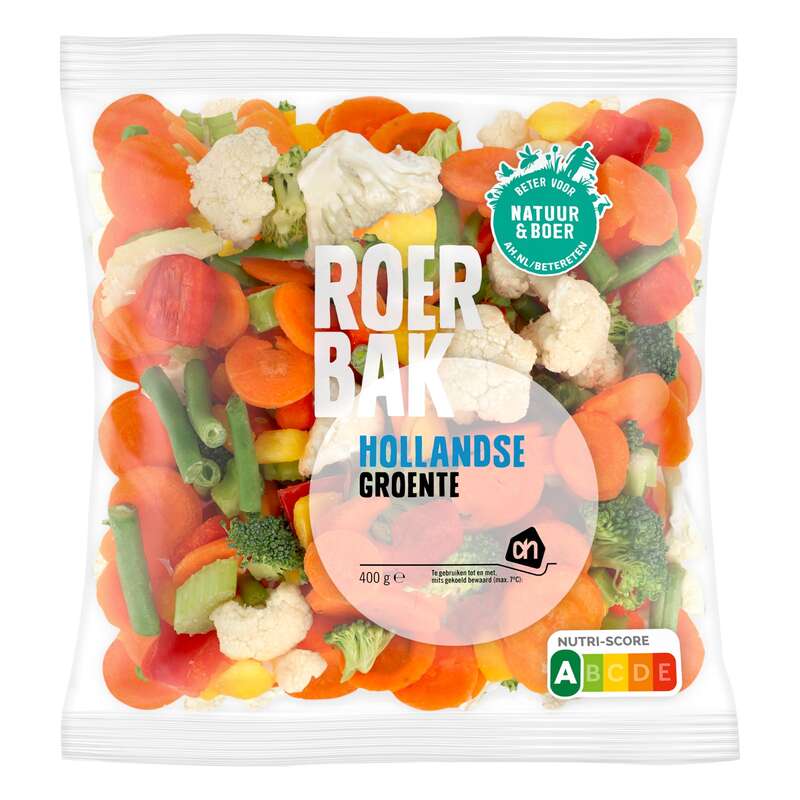 BETER VOOR
NATUUR
& BOER
AH.NL/BETERETEN
ROER
BAK
HOLLANDSE
GROENTE
ah
400 g ℮
Te gebruiken tot en met,
mits gekoeld bewaard (max. 7°C):
NUTRI-SCORE
A B C D E